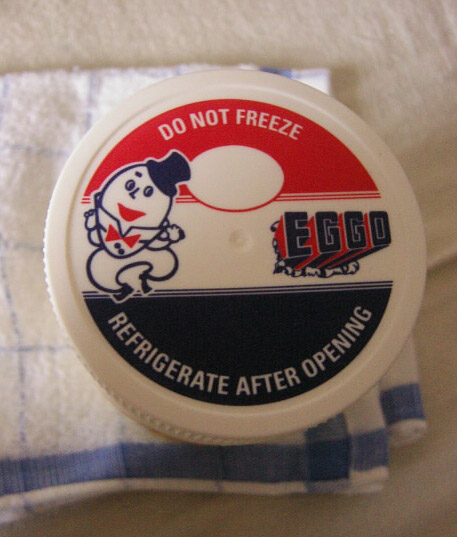 DO NOT FREEZE
EGGO
REFRIGERATE AFTER OPENING